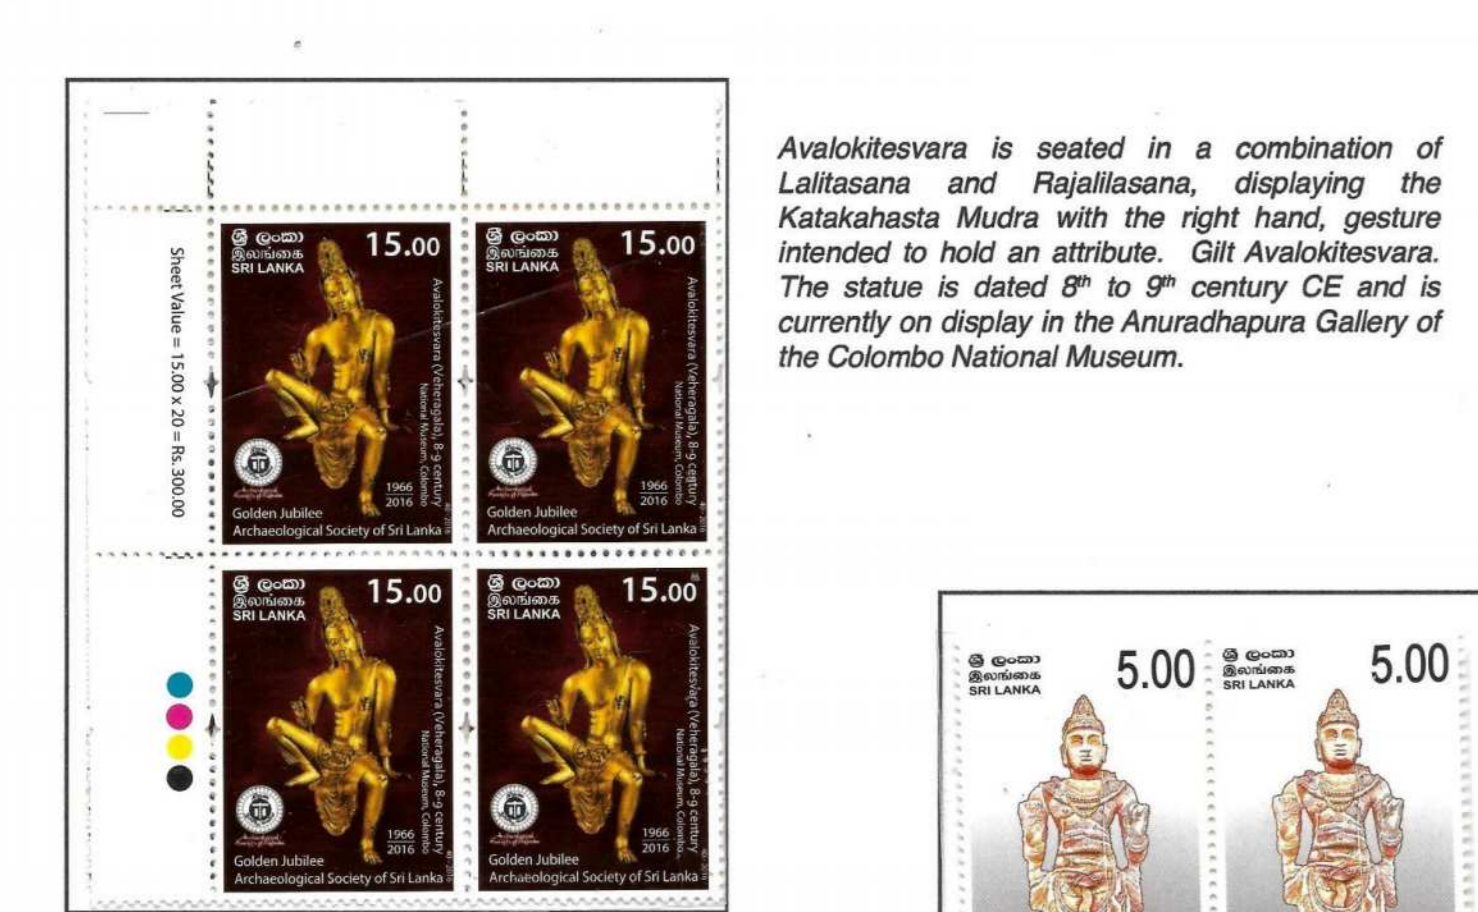 Avalokitesvara is seated in a combination of
Lalitasana and Rajalilasana, displaying the
Katakahasta Mudra with the right hand, gesture
intended to hold an attribute. Gilt Avalokitesvara.
The statue is dated 8th to 9th century CE and is
currently on display in the Anuradhapura Gallery of
the Colombo National Museum.
Sheet Value = 15.00 x 20 = Rs. 300.00
ශ්‍රී ලංකා
இலங்கை
SRI LANKA
15.00
Avalokitesvara (Veheragala), 8-9 century
National Museum, Colombo
1966
2016
Golden Jubilee
Archaeological Society of Sri Lanka
ශ්‍රී ලංකා
இலங்கை
SRI LANKA
15.00
Avalokitesvara (Veheragala), 8-9 century
National Museum, Colombo
1966
2016
Golden Jubilee
Archaeological Society of Sri Lanka
ශ්‍රී ලංකා
இலங்கை
SRI LANKA
15.00
Avalokitesvara (Veheragala), 8-9 century
National Museum, Colombo
1966
2016
Golden Jubilee
Archaeological Society of Sri Lanka
ශ්‍රී ලංකා
இலங்கை
SRI LANKA
15.00
Avalokitesvara (Veheragala), 8-9 century
National Museum, Colombo
1966
2016
Golden Jubilee
Archaeological Society of Sri Lanka
ශ්‍රී ලංකා
இலங்கை
SRI LANKA
5.00
ශ්‍රී ලංකා
இலங்கை
SRI LANKA
5.00